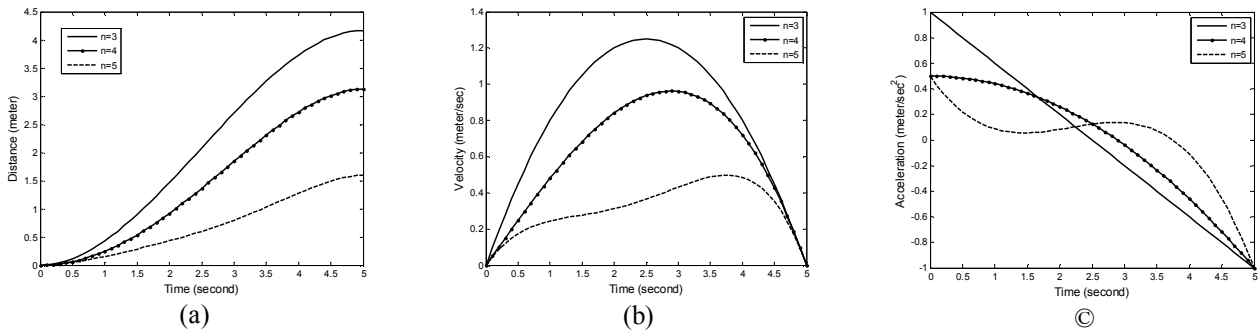 4.5
4
3.5
3
2.5
2
1.5
1
0.5
0
0 0.5 1 1.5 2 2.5 3 3.5 4 4.5 5
Distance (meter)
Time (second)
n=3
n=4
n=5
(a)
1.4
1.2
1
0.8
0.6
0.4
0.2
0
0 0.5 1 1.5 2 2.5 3 3.5 4 4.5 5
Velocity (meter/sec)
Time (second)
n=3
n=4
n=5
(b)
1
0.8
0.6
0.4
0.2
0
-0.2
-0.4
-0.6
-0.8
-1
0 0.5 1 1.5 2 2.5 3 3.5 4 4.5 5
Acceleration (meter/sec²)
Time (second)
n=3
n=4
n=5
©